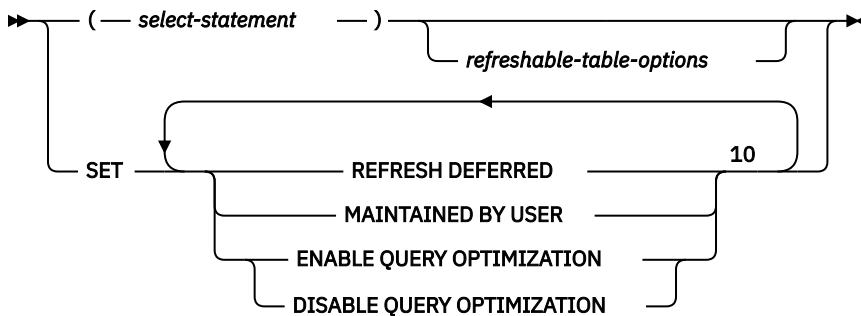 ( select-statement )
refreshable-table-options
10
SET REFRESH DEFERRED
MAINTAINED BY USER
ENABLE QUERY OPTIMIZATION
DISABLE QUERY OPTIMIZATION